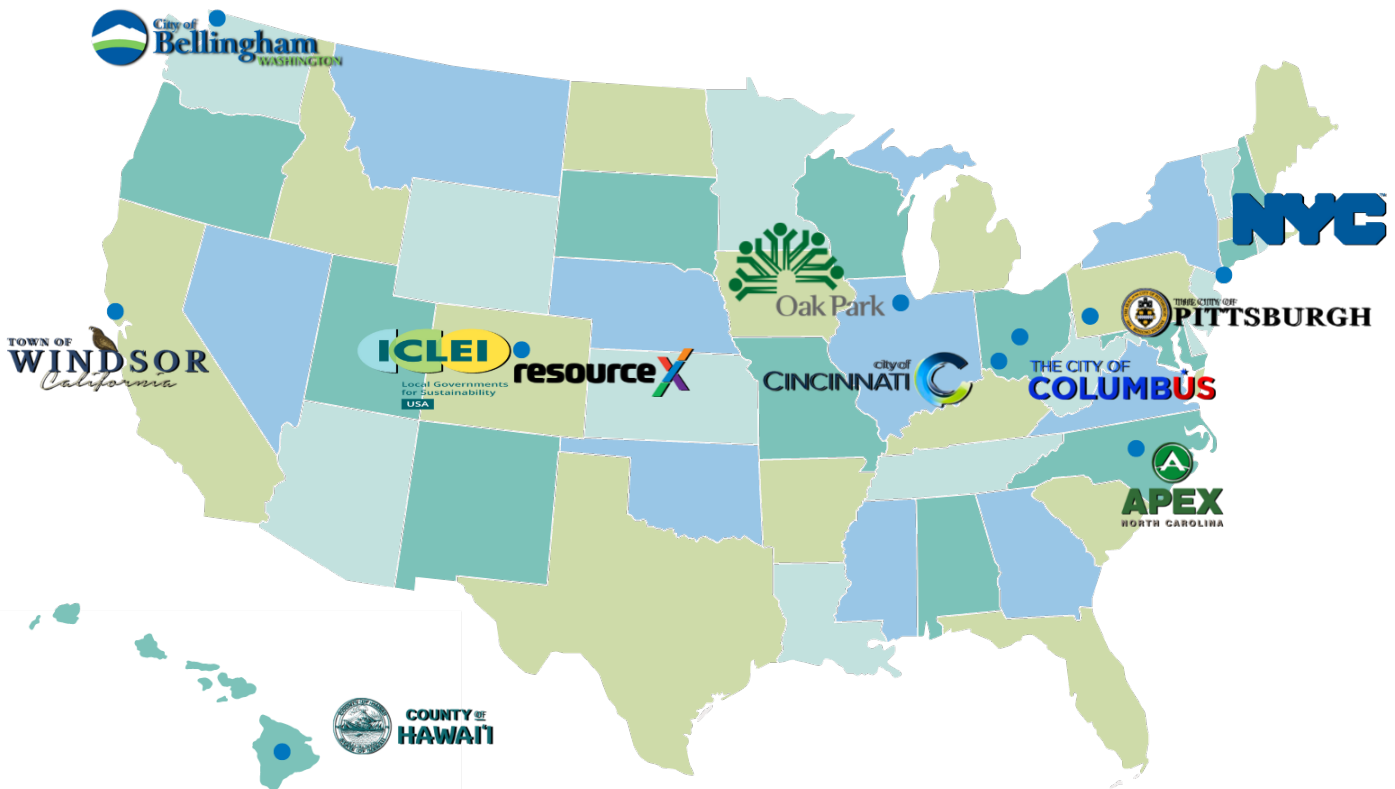 City of
Bellingham
WASHINGTON
NYC
Oak Park
THE CITY OF
PITTSBURGH
TOWN OF
WINDSOR
California
ICLEI
Local Governments
for Sustainability
USA
resourceX
city of
CINCINNATI
THE CITY OF
COLUMBUS
A
APEX
NORTH CAROLINA
COUNTY OF
HAWAI'I